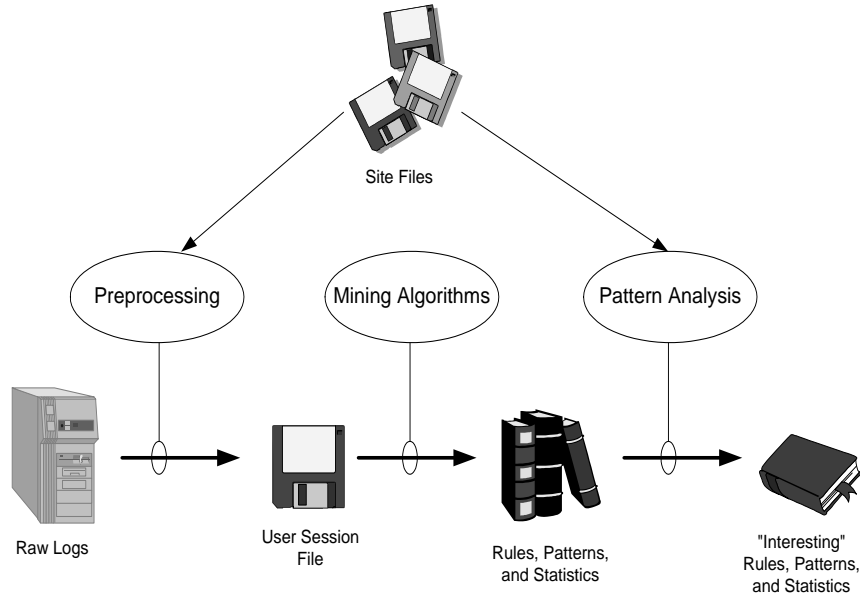 Site Files
Preprocessing
Mining Algorithms
Pattern Analysis
Raw Logs
User Session
File
Rules, Patterns,
and Statistics
"Interesting"
Rules, Patterns,
and Statistics